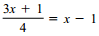 (3x + 1)/4 = x − 1